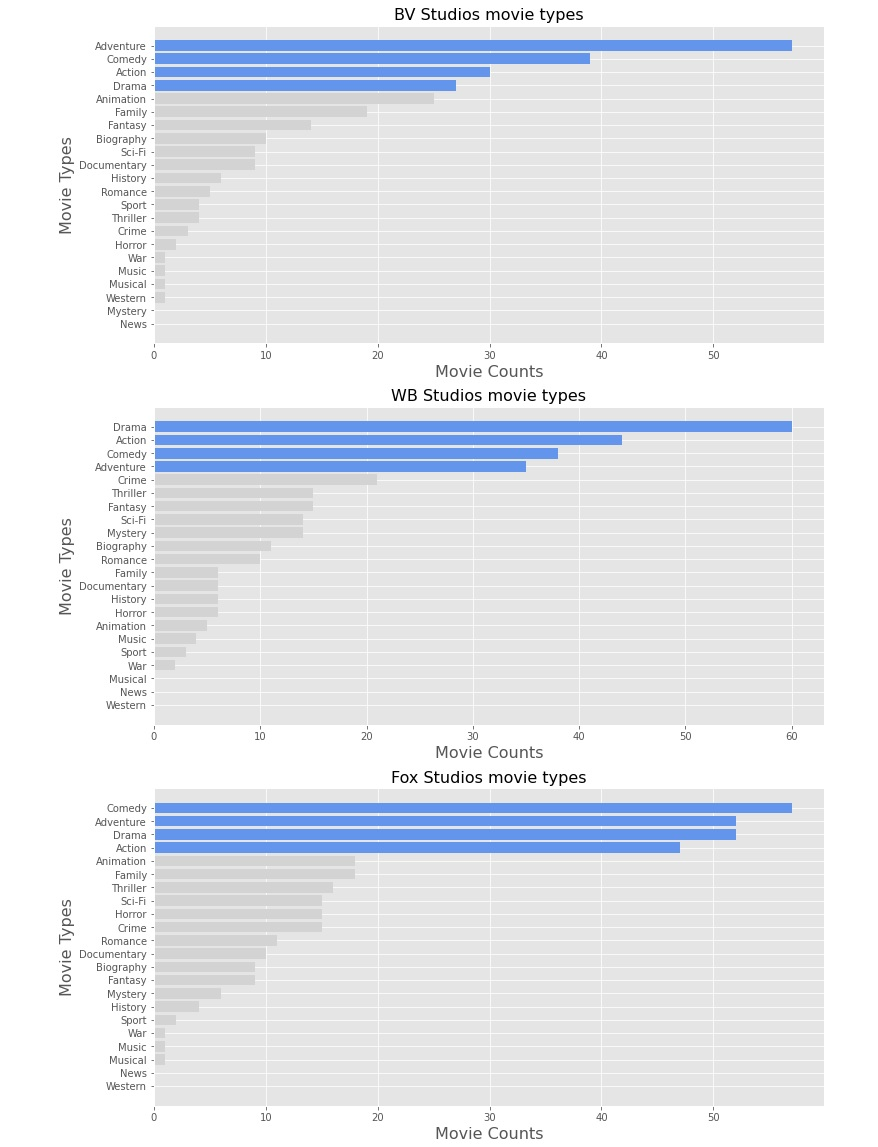 BV Studios movie types
Movie Types
Adventure
Comedy
Action
Drama
Animation
Family
Fantasy
Biography
Sci-Fi
Documentary
History
Romance
Sport
Thriller
Crime
Horror
War
Music
Musical
Western
Mystery
News
0 10 20 30 40 50
Movie Counts
WB Studios movie types
Movie Types
Drama
Action
Comedy
Adventure
Crime
Thriller
Fantasy
Sci-Fi
Mystery
Biography
Romance
Family
Documentary
History
Horror
Animation
Music
Sport
War
Musical
News
Western
0 10 20 30 40 50 60
Movie Counts
Fox Studios movie types
Movie Types
Comedy
Adventure
Drama
Action
Animation
Family
Thriller
Sci-Fi
Horror
Crime
Romance
Documentary
Biography
Fantasy
Mystery
History
Sport
War
Music
Musical
News
Western
0 10 20 30 40 50
Movie Counts